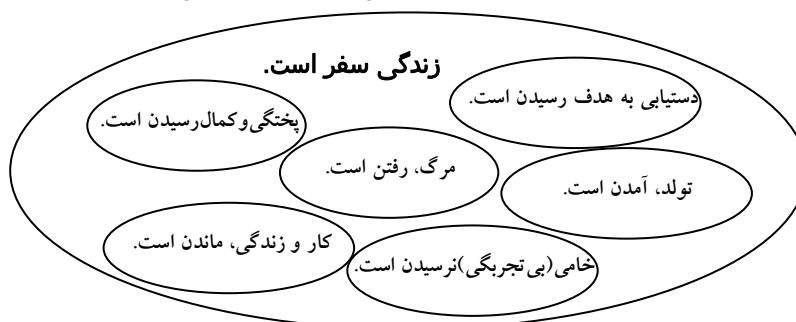 زندگی سفر است.
دستیابی به هدف رسیدن است.
پختگی‌وکمال‌رسیدن است.
مرگ، رفتن است.
تولد، آمدن است.
کار و زندگی، ماندن است.
خامی(بی‌تجربگی)نرسیدن است.